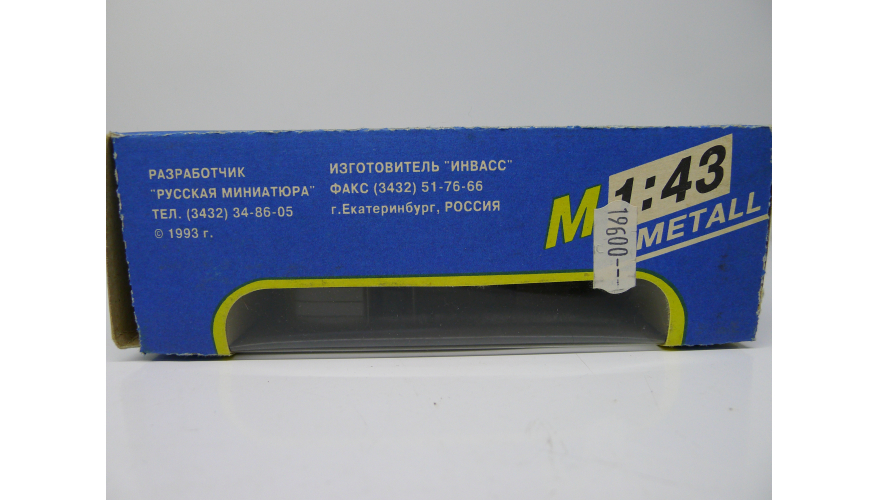 РАЗРАБОТЧИК
"РУССКАЯ МИНИАТЮРА"
ТЕЛ. (3432) 34-86-05
© 1993 г.
ИЗГОТОВИТЕЛЬ "ИНВАСС"
ФАКС (3432) 51-76-66
г.Екатеринбург, РОССИЯ
М 1:43
METALL
19600---